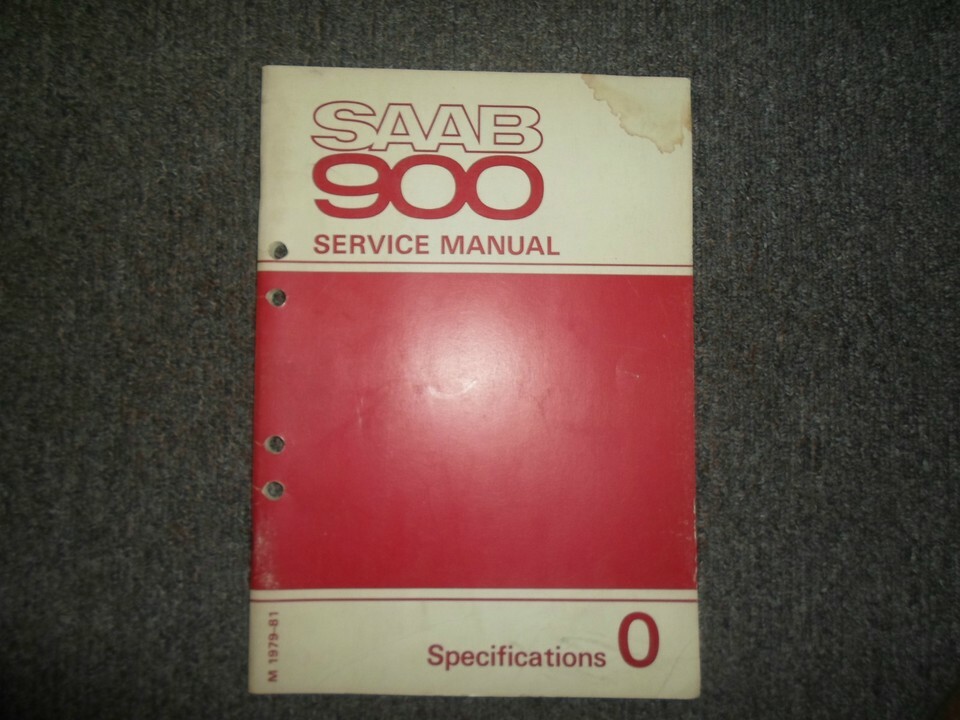 SAAB
900
SERVICE MANUAL
M 1979-81
Specifications 0